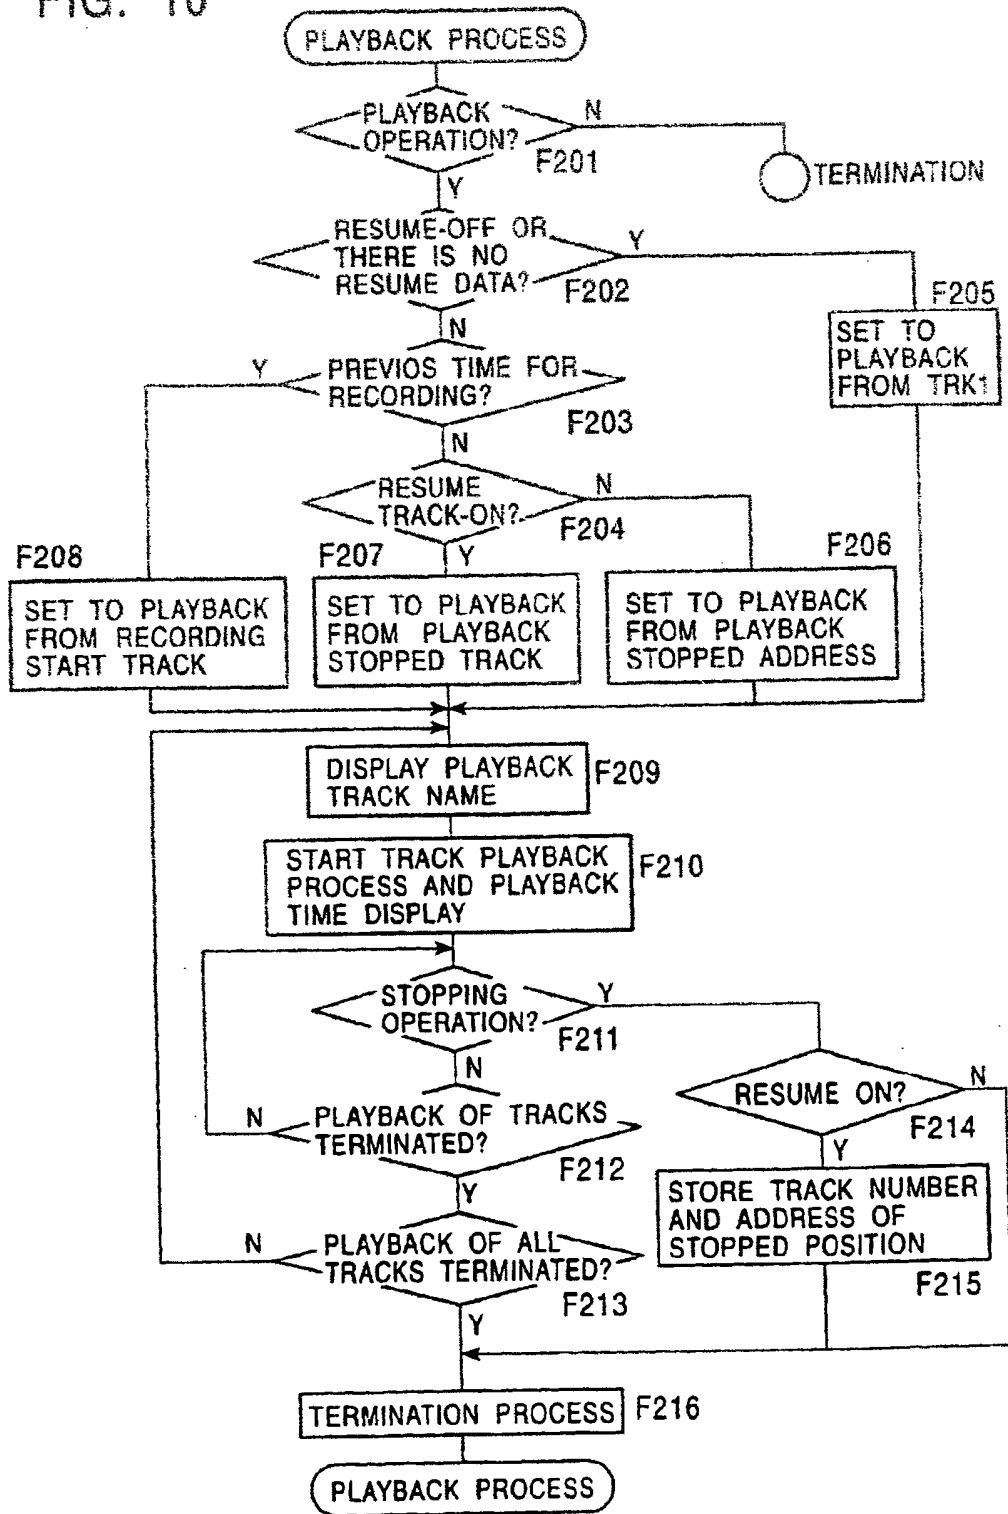 FIG. 10
PLAYBACK PROCESS
PLAYBACK
OPERATION?
N
F201
TERMINATION
Y
RESUME-OFF OR
THERE IS NO
RESUME DATA?
Y
F202
F205
SET TO
PLAYBACK
FROM TRK1
N
Y
PREVIOS TIME FOR
RECORDING?
F203
N
RESUME
TRACK-ON?
N
F204
F208
F207
Y
F206
SET TO PLAYBACK
FROM RECORDING
START TRACK
SET TO PLAYBACK
FROM PLAYBACK
STOPPED TRACK
SET TO PLAYBACK
FROM PLAYBACK
STOPPED ADDRESS
DISPLAY PLAYBACK
TRACK NAME
F209
START TRACK PLAYBACK
PROCESS AND PLAYBACK
TIME DISPLAY
F210
STOPPING
OPERATION?
Y
F211
N
RESUME ON?
N
F214
Y
N
PLAYBACK OF TRACKS
TERMINATED?
F212
Y
STORE TRACK NUMBER
AND ADDRESS OF
STOPPED POSITION
F215
N
PLAYBACK OF ALL
TRACKS TERMINATED?
F213
Y
TERMINATION PROCESS
F216
PLAYBACK PROCESS